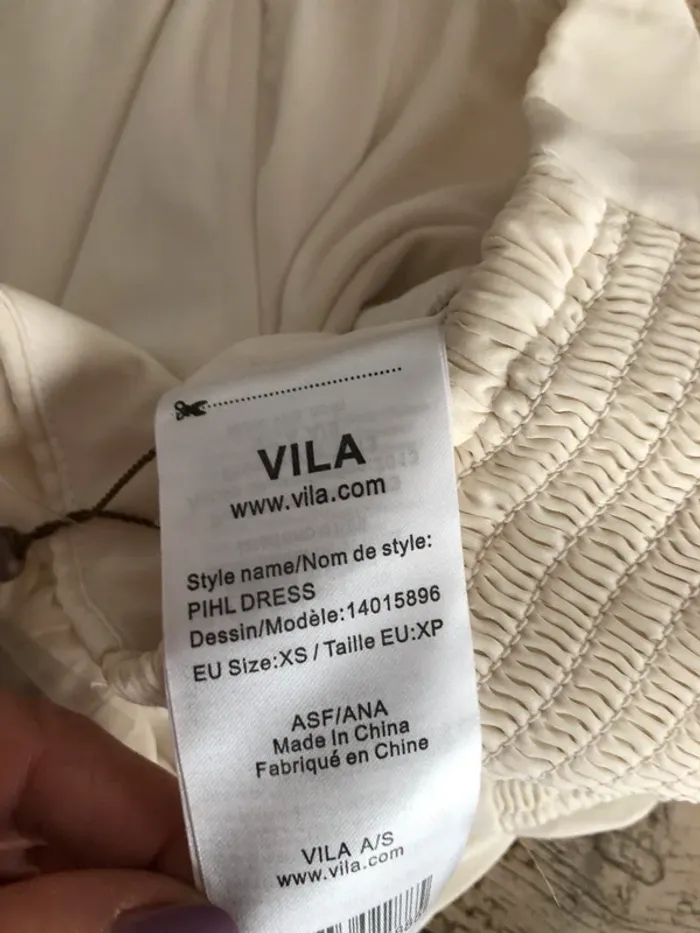 VILA
www.vila.com
Style name/Nom de style:
PIHL DRESS
Dessin/Modèle:14015896
EU Size:XS / Taille EU:XP
ASF/ANA
Made In China
Fabriqué en Chine
VILA A/S
www.vila.com